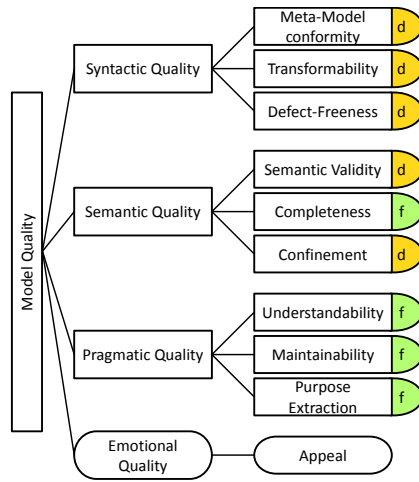 Model Quality
Syntactic Quality
Meta-Model
conformity
d
Transformability
d
Defect-Freeness
d
Semantic Quality
Semantic Validity
d
Completeness
f
Confinement
d
Pragmatic Quality
Understandability
f
Maintainability
f
Purpose
Extraction
f
Emotional
Quality
Appeal